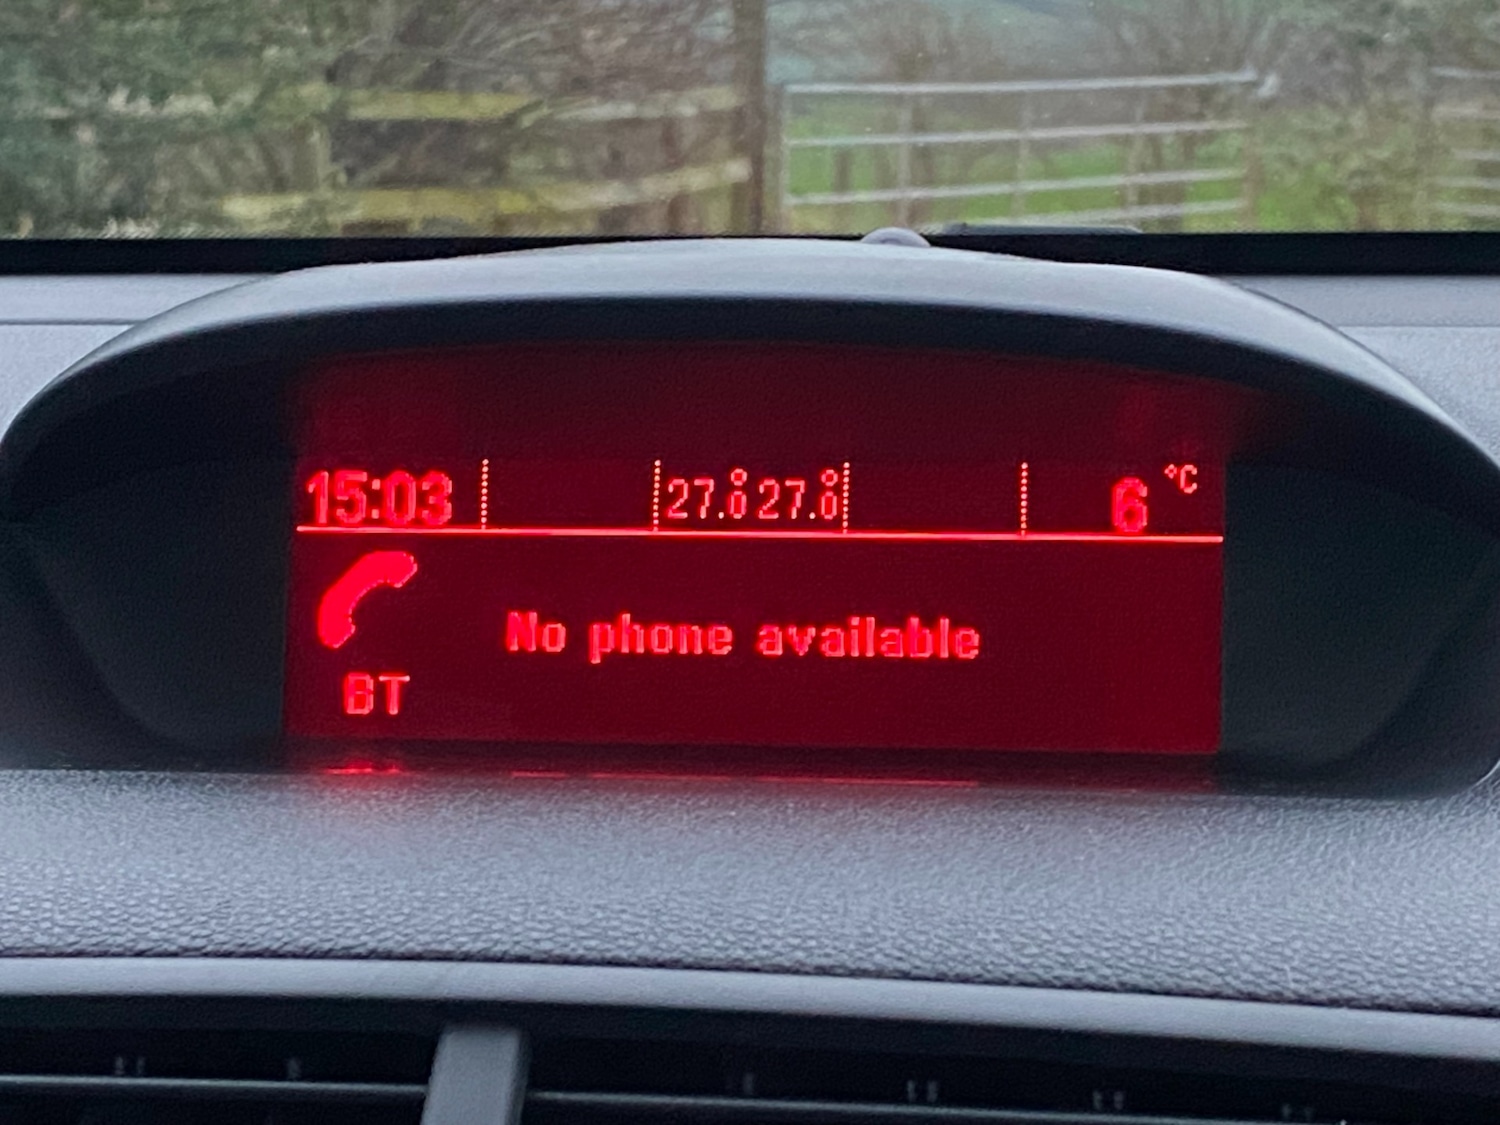 15:03 27.0° 27.0° 6 °C
No phone available
BT